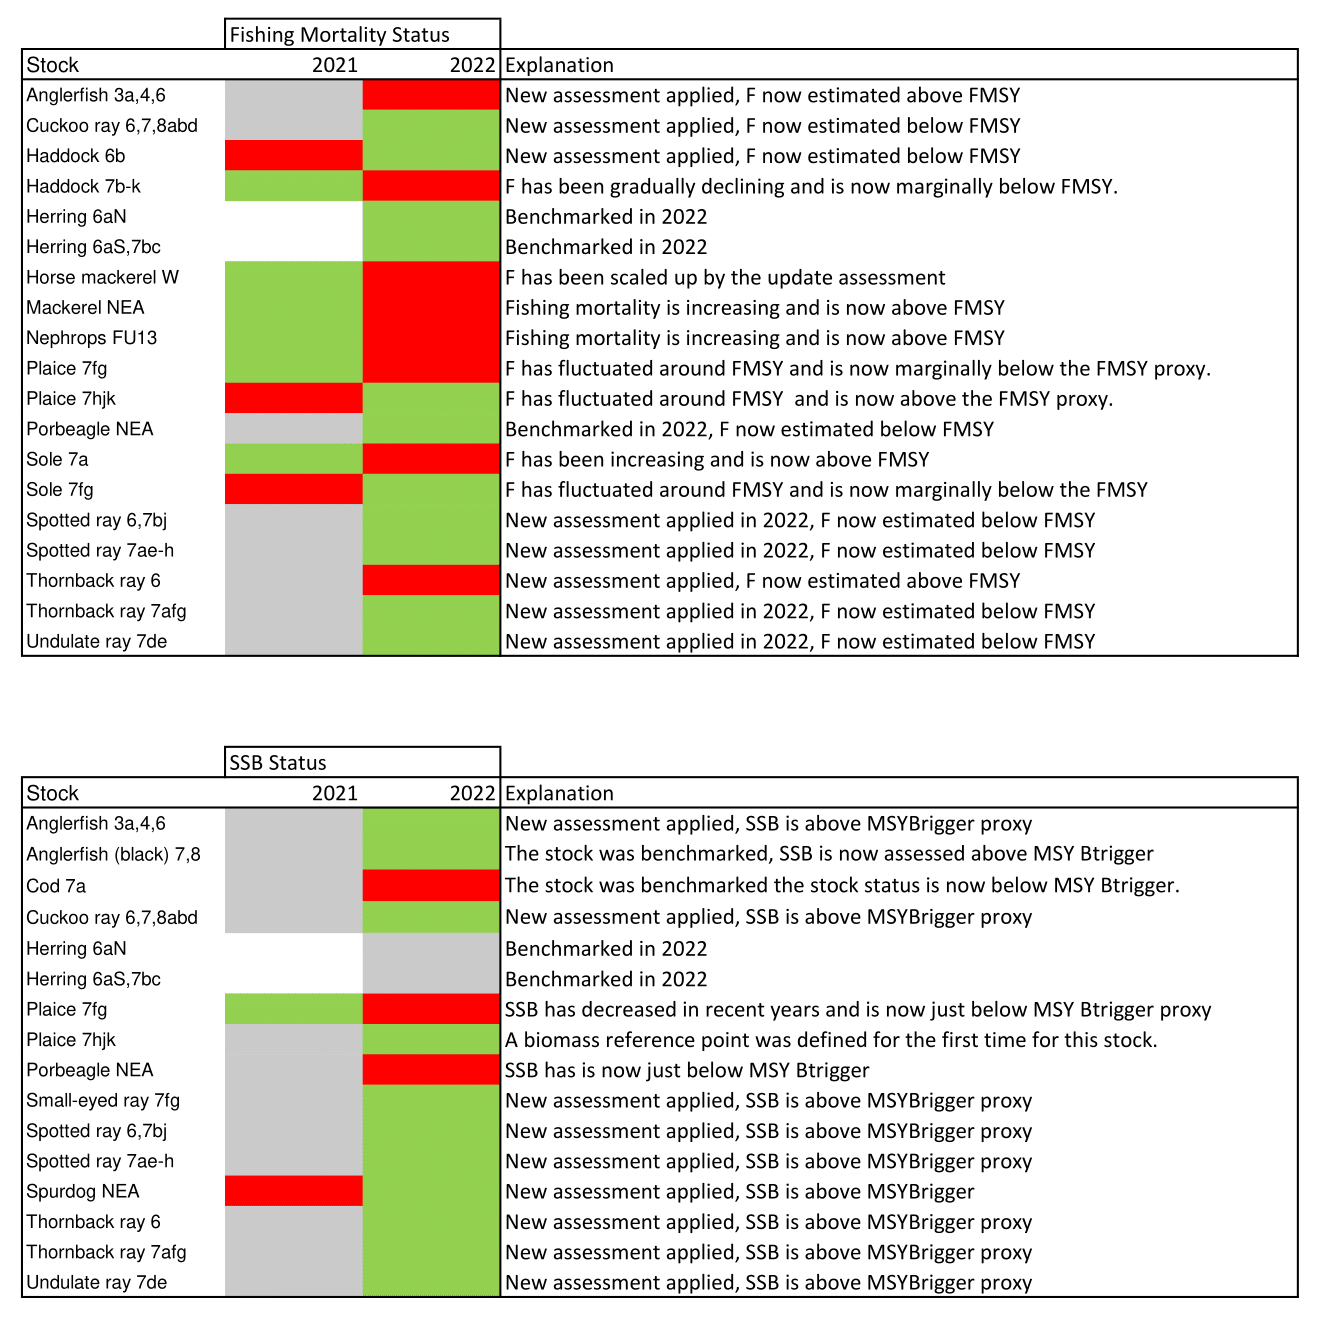 Fishing Mortality Status
Stock 2021 2022 Explanation
Anglerfish 3a,4,6 New assessment applied, F now estimated above FMSY
Cuckoo ray 6,7,8abd New assessment applied, F now estimated below FMSY
Haddock 6b New assessment applied, F now estimated below FMSY
Haddock 7b-k F has been gradually declining and is now marginally below FMSY.
Herring 6aN Benchmarked in 2022
Herring 6aS,7bc Benchmarked in 2022
Horse mackerel W F has been scaled up by the update assessment
Mackerel NEA Fishing mortality is increasing and is now above FMSY
Nephrops FU13 Fishing mortality is increasing and is now above FMSY
Plaice 7fg F has fluctuated around FMSY and is now marginally below the FMSY proxy.
Plaice 7hjk F has fluctuated around FMSY  and is now above the FMSY proxy.
Porbeagle NEA Benchmarked in 2022, F now estimated below FMSY
Sole 7a F has been increasing and is now above FMSY
Sole 7fg F has fluctuated around FMSY and is now marginally below the FMSY
Spotted ray 6,7bj New assessment applied in 2022, F now estimated below FMSY
Spotted ray 7ae-h New assessment applied in 2022, F now estimated below FMSY
Thornback ray 6 New assessment applied, F now estimated above FMSY
Thornback ray 7afg New assessment applied in 2022, F now estimated below FMSY
Undulate ray 7de New assessment applied in 2022, F now estimated below FMSY
SSB Status
Stock 2021 2022 Explanation
Anglerfish 3a,4,6 New assessment applied, SSB is above MSYBrigger proxy
Anglerfish (black) 7,8 The stock was benchmarked, SSB is now assessed above MSY Btrigger
Cod 7a The stock was benchmarked the stock status is now below MSY Btrigger.
Cuckoo ray 6,7,8abd New assessment applied, SSB is above MSYBrigger proxy
Herring 6aN Benchmarked in 2022
Herring 6aS,7bc Benchmarked in 2022
Plaice 7fg SSB has decreased in recent years and is now just below MSY Btrigger proxy
Plaice 7hjk A biomass reference point was defined for the first time for this stock.
Porbeagle NEA SSB has is now just below MSY Btrigger
Small-eyed ray 7fg New assessment applied, SSB is above MSYBrigger proxy
Spotted ray 6,7bj New assessment applied, SSB is above MSYBrigger proxy
Spotted ray 7ae-h New assessment applied, SSB is above MSYBrigger proxy
Spurdog NEA New assessment applied, SSB is above MSYBrigger
Thornback ray 6 New assessment applied, SSB is above MSYBrigger proxy
Thornback ray 7afg New assessment applied, SSB is above MSYBrigger proxy
Undulate ray 7de New assessment applied, SSB is above MSYBrigger proxy